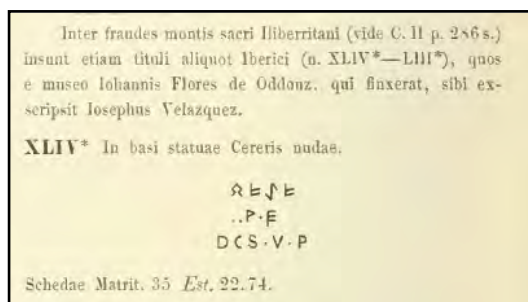 Inter fraudes montis sacri Iliberritani (vide C. II p. 286 s.)
insunt etiam tituli aliquot Iberici (n. XLIV*—LIII*), quos
e museo Iohannis Flores de Oddouz, qui finxerat, sibi ex-
scripsit Iosephus Velazquez.
XLIV* In basi statuae Cereris nudae.
..P·E
DCS·V·P
Schedae Matrit. 35 Est. 22.74.